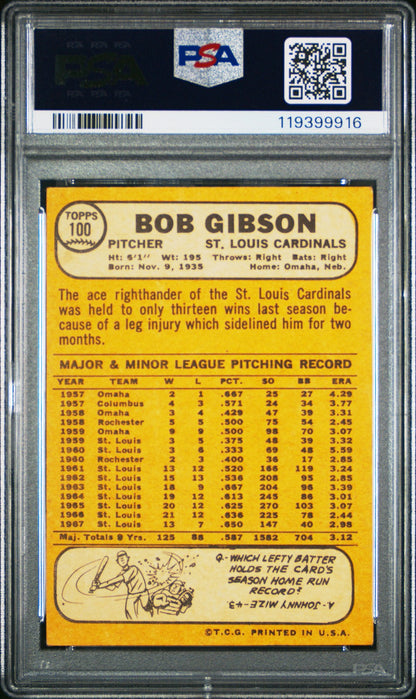 PSA
PSA
119399916
TOPPS
100
BOB GIBSON
PITCHER ST. LOUIS CARDINALS
Ht: 6'1" Wt: 195 Throws: Right Bats: Right
Born: Nov. 9, 1935 Home: Omaha, Neb.
The ace righthander of the St. Louis Cardinals
was held to only thirteen wins last season be-
cause of a leg injury which sidelined him for two
months.
MAJOR & MINOR LEAGUE PITCHING RECORD
YEAR TEAM W L PCT. SO BB ERA
1957 Omaha 2 1 .667 25 27 4.29
1957 Columbus 4 3 .571 24 34 3.77
1958 Omaha 3 4 .429 47 39 3.31
1958 Rochester 5 5 .500 75 54 2.45
1959 Omaha 9 9 .500 98 70 3.07
1959 St. Louis 3 5 .375 48 39 3.32
1960 St. Louis 3 6 .333 69 48 5.59
1960 Rochester 2 3 .400 36 17 2.85
1961 St. Louis 13 12 .520 166 119 3.24
1962 St. Louis 15 13 .536 208 95 2.85
1963 St. Louis 18 9 .667 204 96 3.39
1964 St. Louis 19 12 .613 245 86 3.01
1965 St. Louis 20 12 .625 270 103 3.07
1966 St. Louis 21 12 .636 225 78 2.44
1967 St. Louis 13 7 .650 147 40 2.98
Maj. Totals 9 Yrs. 125 88 .587 1582 704 3.12
Q-WHICH LEFTY BATTER
HOLDS THE CARD'S
SEASON HOME RUN
RECORD?
A-JOHNNY MIZE-43.
©T.C.G. PRINTED IN U.S.A.
PSA